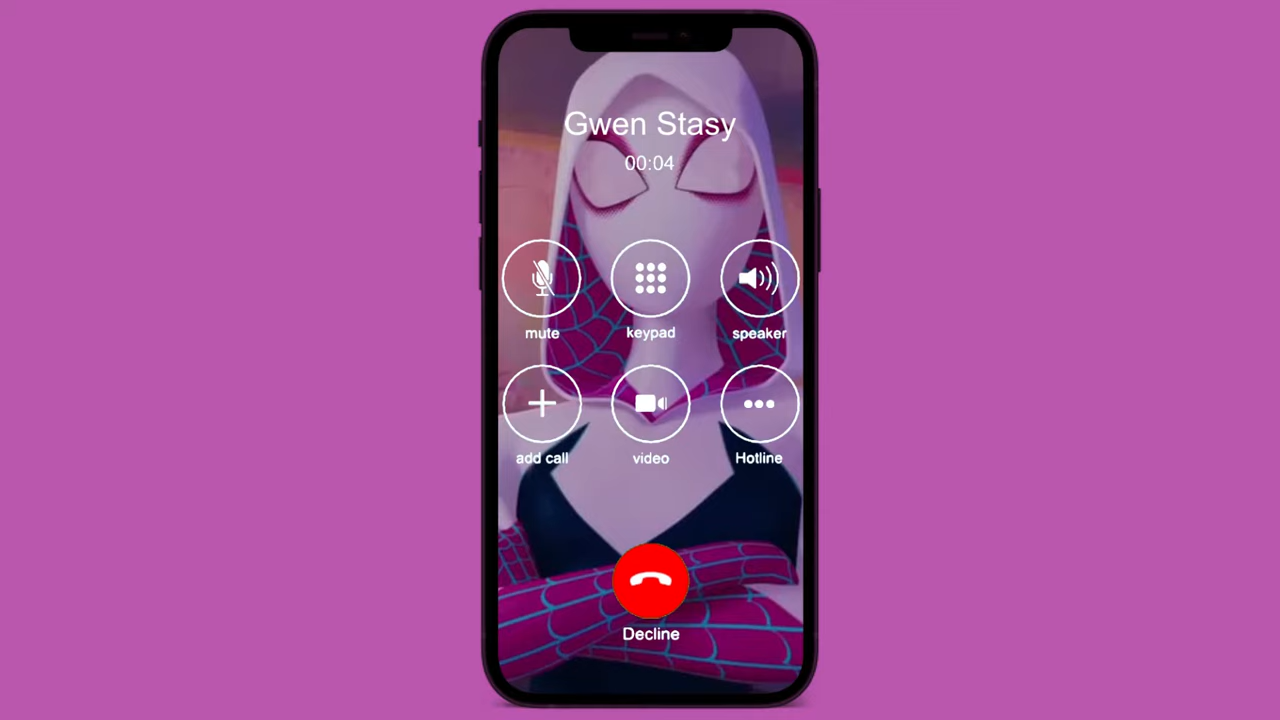 Gwen Stasy
00:04
mute keypad speaker
add call video Hotline
Decline